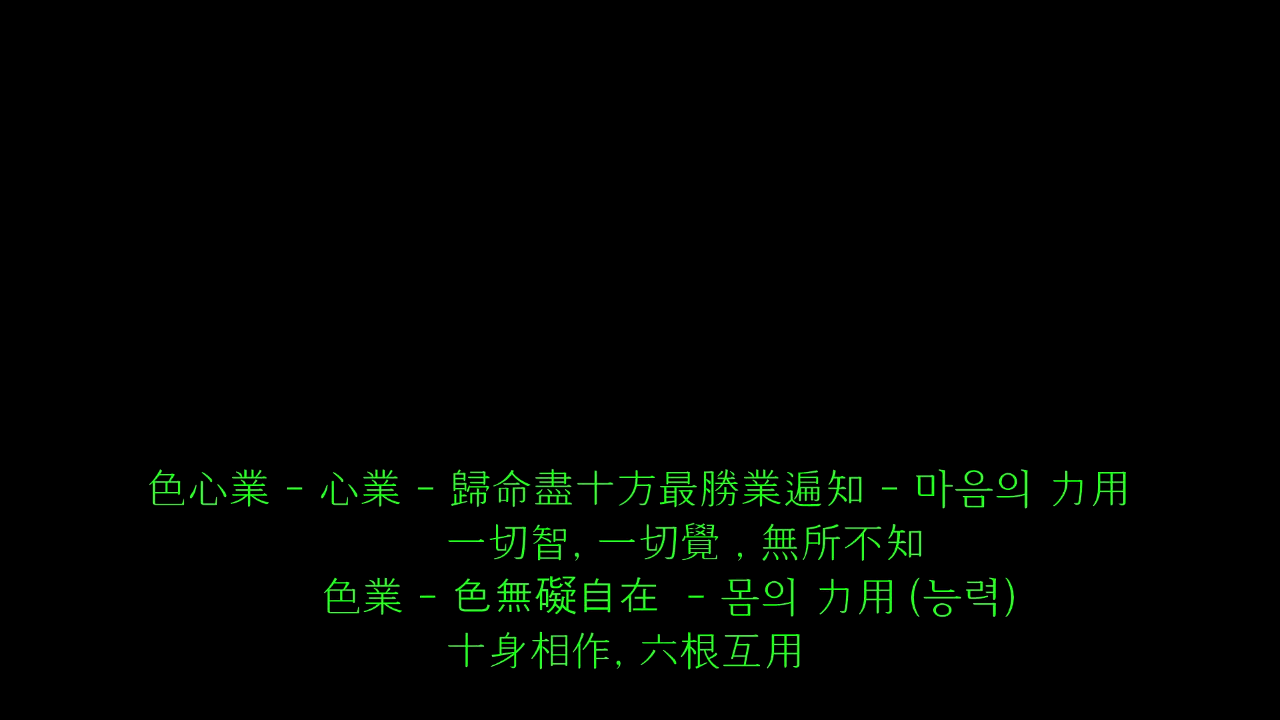 色心業 - 心業 - 歸命盡十方最勝業遍知 - 마음의 力用
一切智, 一切覺 , 無所不知
色業 - 色無礙自在 - 몸의 力用 (능력)
十身相作, 六根互用